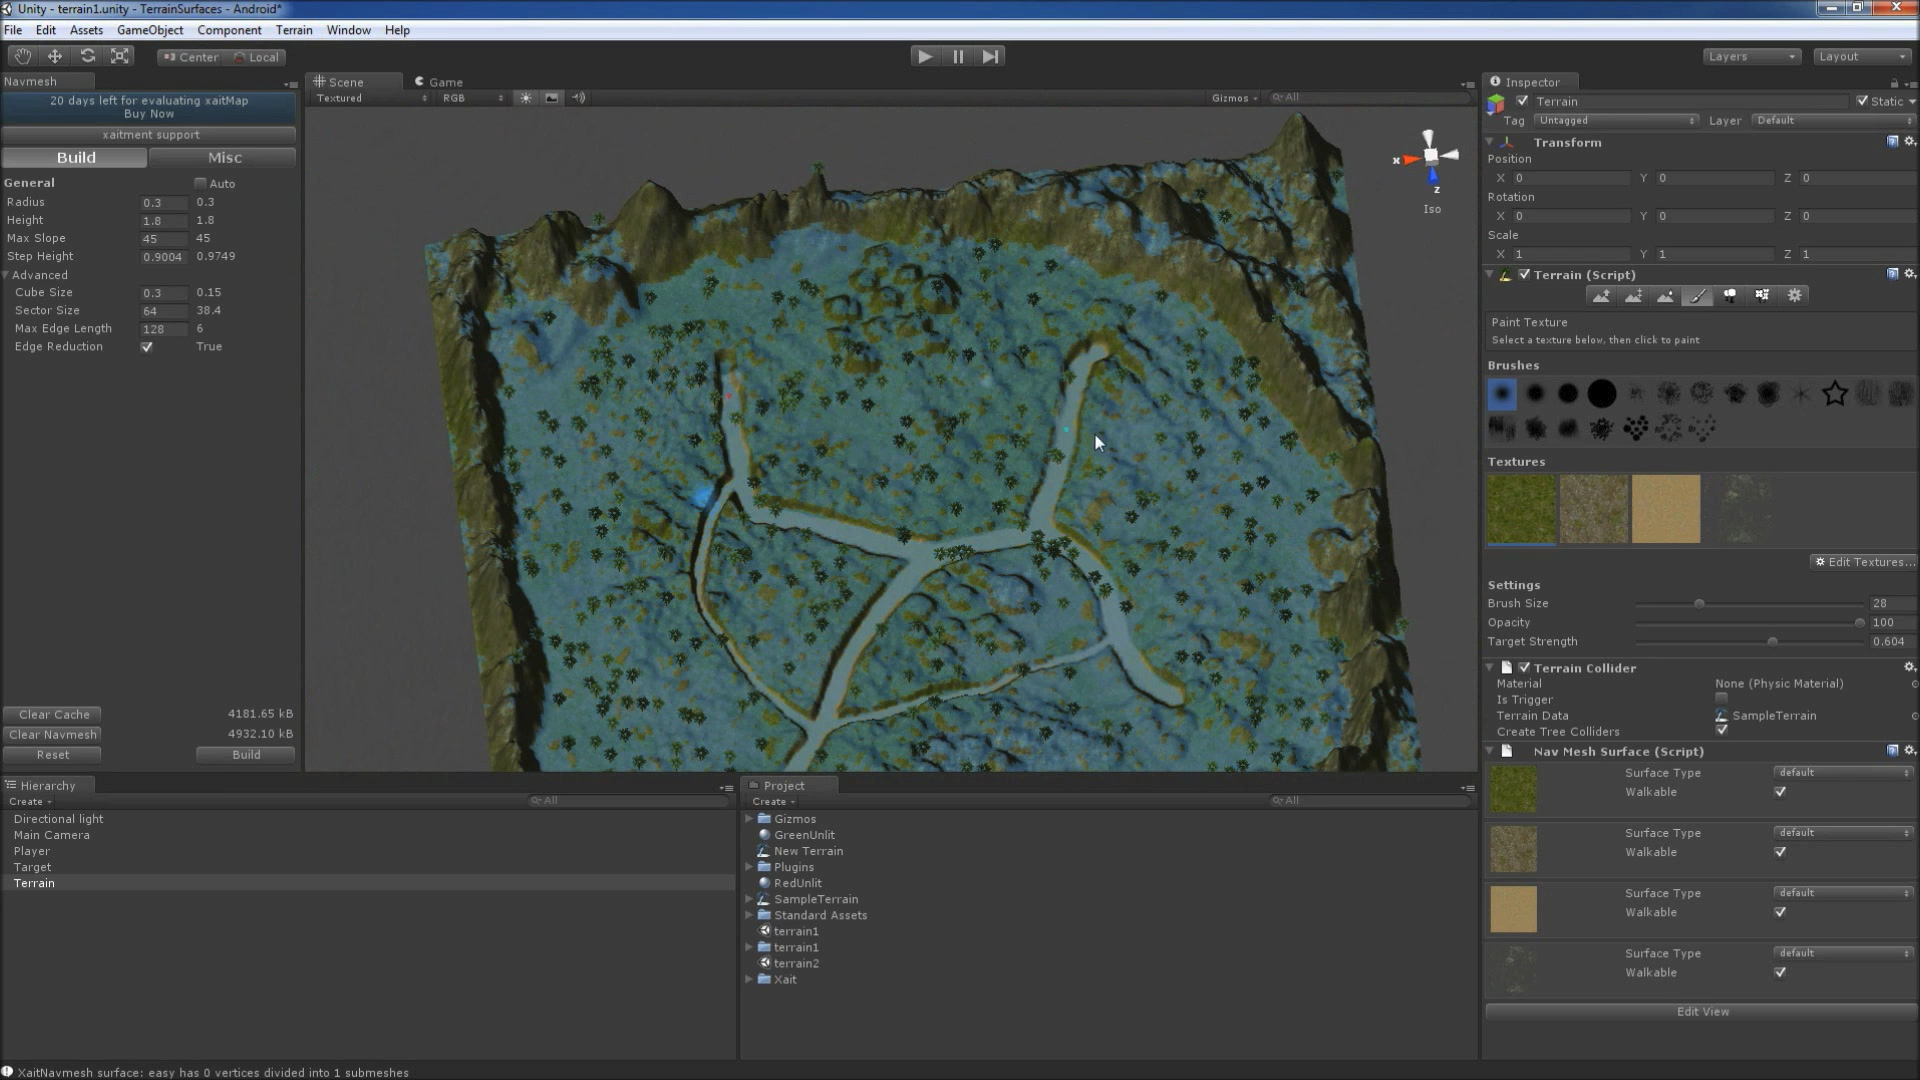 Unity - terrain1.unity - TerrainSurfaces - Android*
File Edit Assets GameObject Component Terrain Window Help
Center Local
Layers Layout
Navmesh
20 days left for evaluating xaitMap
Buy Now
xaitment support
Build Misc
General Auto
Radius 0.3 0.3
Height 1.8 1.8
Max Slope 45 45
Step Height 0.9004 0.9749
Advanced
Cube Size 0.3 0.15
Sector Size 64 38.4
Max Edge Length 128 6
Edge Reduction True
Clear Cache 4181.65 kB
Clear Navmesh 4932.10 kB
Reset Build
Scene Game
Textured RGB Gizmos All
x
z
Iso
Inspector
Terrain Static
Tag Untagged Layer Default
Transform
Position
X 0 Y 0 Z 0
Rotation
X 0 Y 0 Z 0
Scale
X 1 Y 1 Z 1
Terrain (Script)
Paint Texture
Select a texture below, then click to paint
Brushes
Textures
Edit Textures...
Settings
Brush Size 28
Opacity 100
Target Strength 0.604
Terrain Collider
Material None (Physic Material)
Is Trigger
Terrain Data SampleTerrain
Create Tree Colliders
Nav Mesh Surface (Script)
Surface Type default
Walkable
Surface Type default
Walkable
Surface Type default
Walkable
Surface Type default
Walkable
Edit View
Hierarchy
Create All
Directional light
Main Camera
Player
Target
Terrain
Project
Create All
Gizmos
GreenUnlit
New Terrain
Plugins
RedUnlit
SampleTerrain
Standard Assets
terrain1
terrain1
terrain2
Xait
XaitNavmesh surface: easy has 0 vertices divided into 1 submeshes